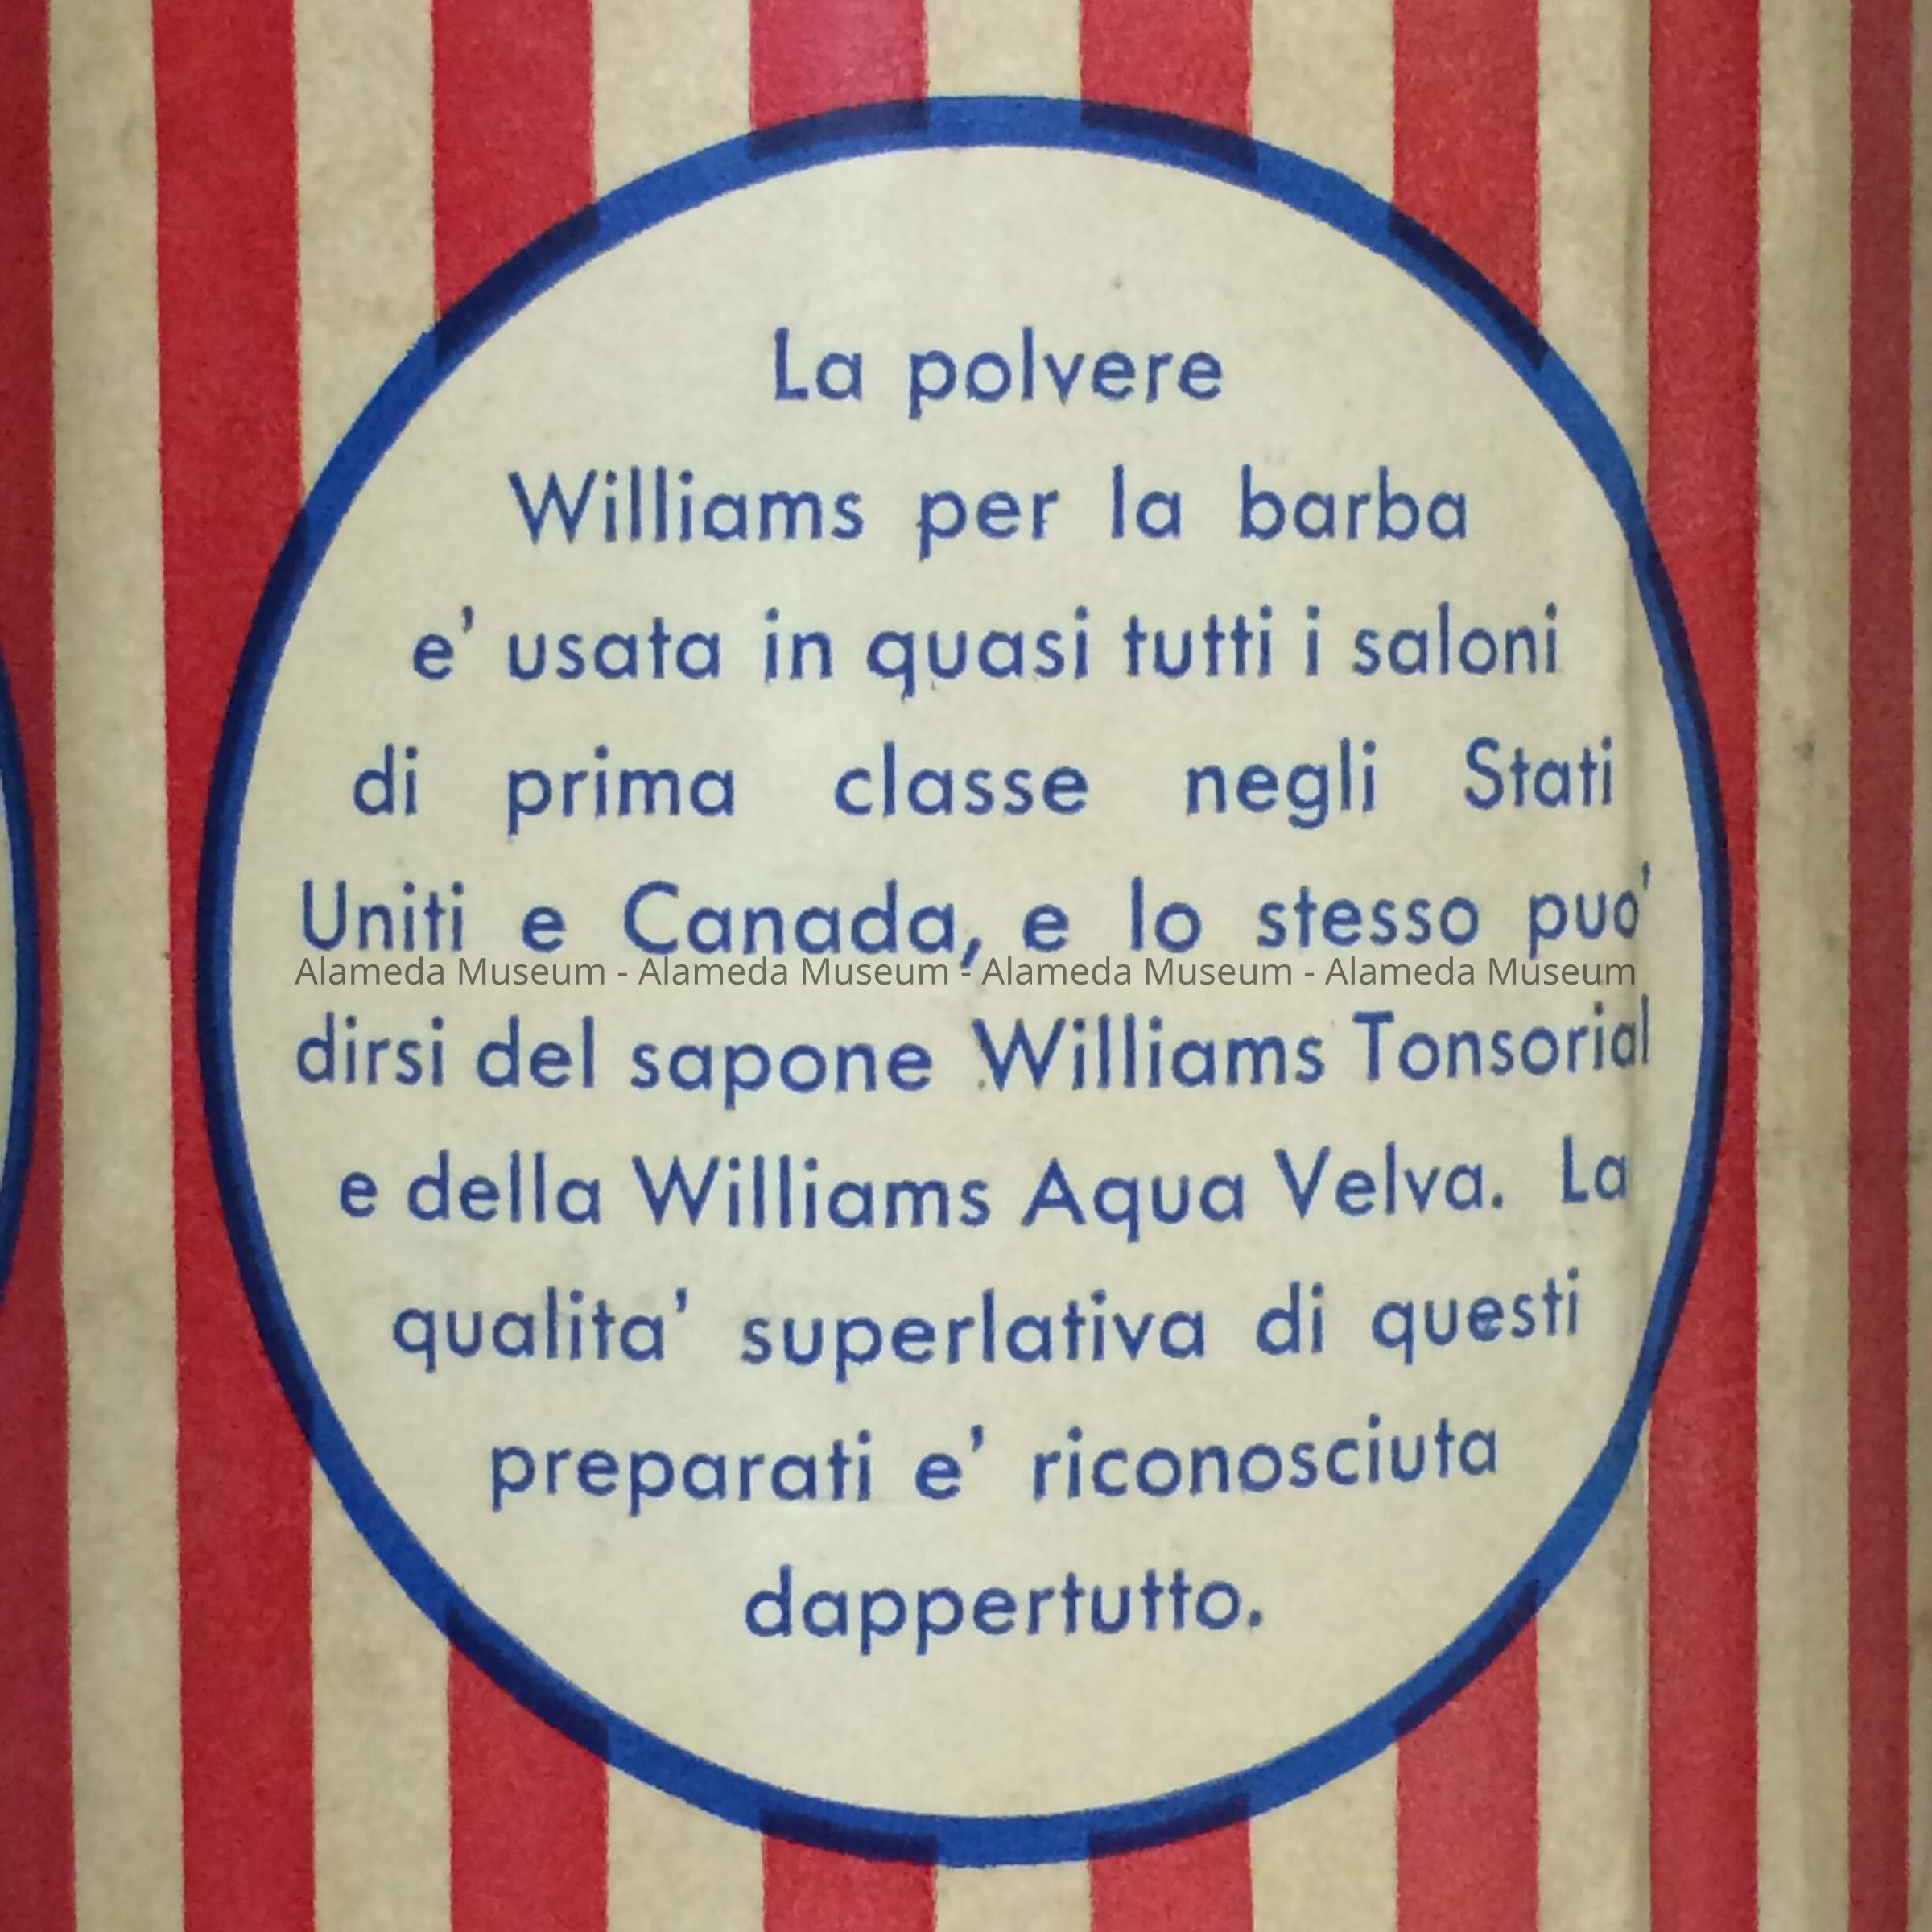 La polvere
Williams per la barba
e' usata in quasi tutti i saloni
di prima classe negli Stati
Uniti e Canada, e lo stesso puo'
Alameda Museum - Alameda Museum - Alameda Museum - Alameda Museum
dirsi del sapone Williams Tonsorial
e della Williams Aqua Velva. La
qualita' superlativa di questi
preparati e' riconosciuta
dappertutto.